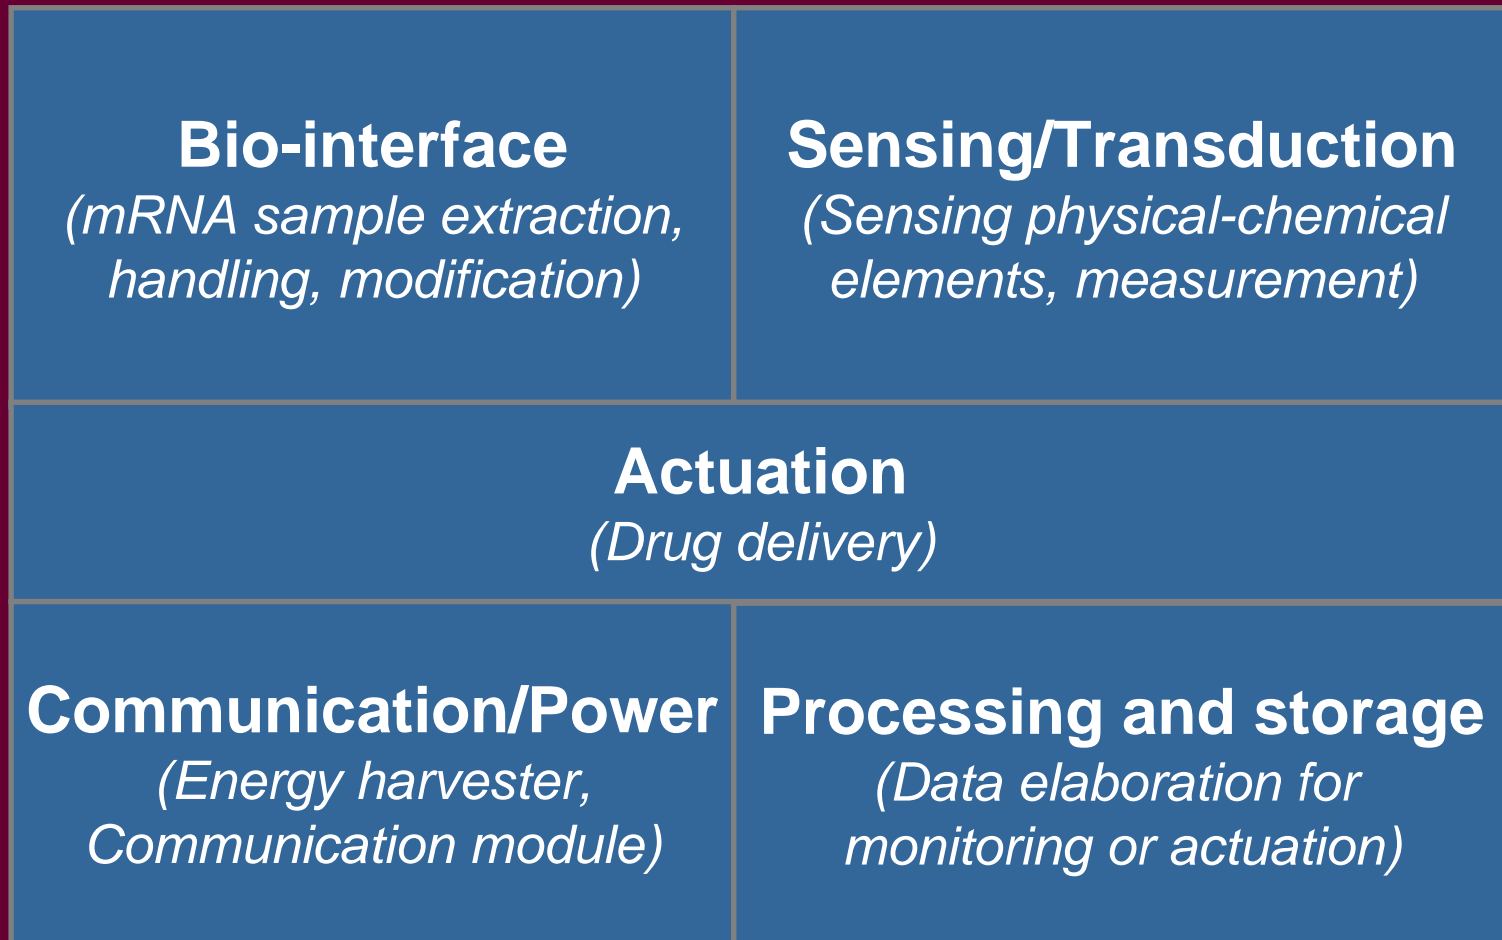 Bio-interface
(mRNA sample extraction,
handling, modification)
Sensing/Transduction
(Sensing physical-chemical
elements, measurement)
Actuation
(Drug delivery)
Communication/Power
(Energy harvester,
Communication module)
Processing and storage
(Data elaboration for
monitoring or actuation)